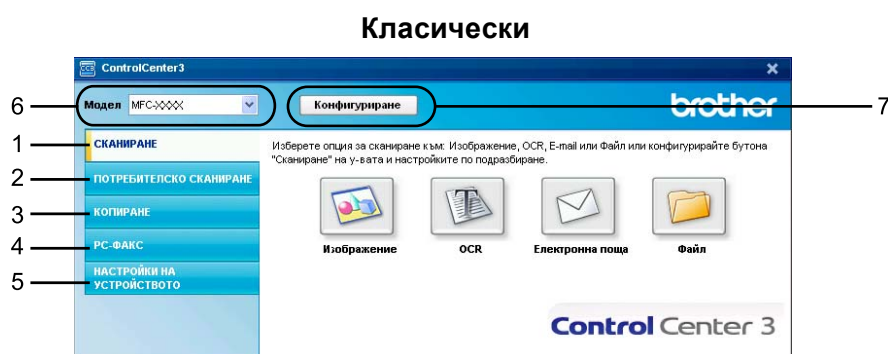 Класически
ControlCenter3
6 Модел MFC-XXXX Конфигуриране brother 7
1 СКАНИРАНЕ
Изберете опция за сканиране към: Изображение, OCR, E-mail или Файл или конфигурирайте бутона
"Сканиране" на у-вата и настройките по подразбиране.
2 ПОТРЕБИТЕЛСКО СКАНИРАНЕ
3 КОПИРАНЕ
4 PC-ФАКС
Изображение OCR Електронна поща Файл
5 НАСТРОЙКИ НА
УСТРОЙСТВОТО
Control Center 3